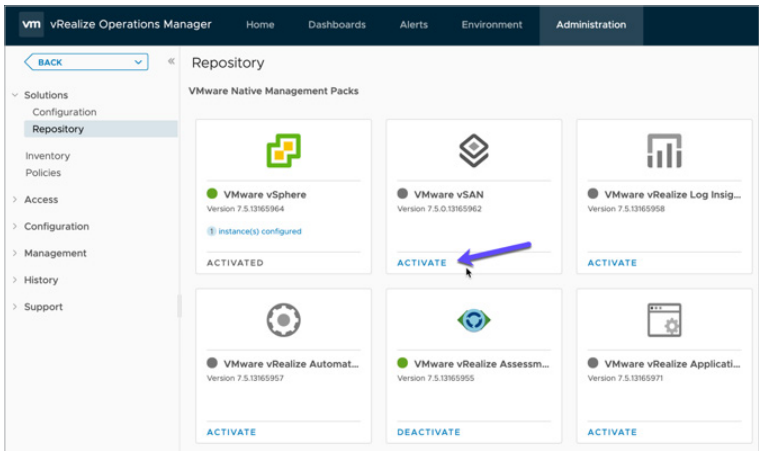 vm vRealize Operations Manager Home Dashboards Alerts Environment Administration
BACK
Repository
VMware Native Management Packs
Solutions
Configuration
Repository
Inventory
Policies
Access
Configuration
Management
History
Support
VMware vSphere
Version 7.5.13165964
1 instance(s) configured
ACTIVATED
VMware vSAN
Version 7.5.0.13165962
ACTIVATE
VMware vRealize Log Insig...
Version 7.5.13165958
ACTIVATE
VMware vRealize Automat...
Version 7.5.13165957
ACTIVATE
VMware vRealize Assessm...
Version 7.5.13165955
DEACTIVATE
VMware vRealize Applicati...
Version 7.5.13165971
ACTIVATE